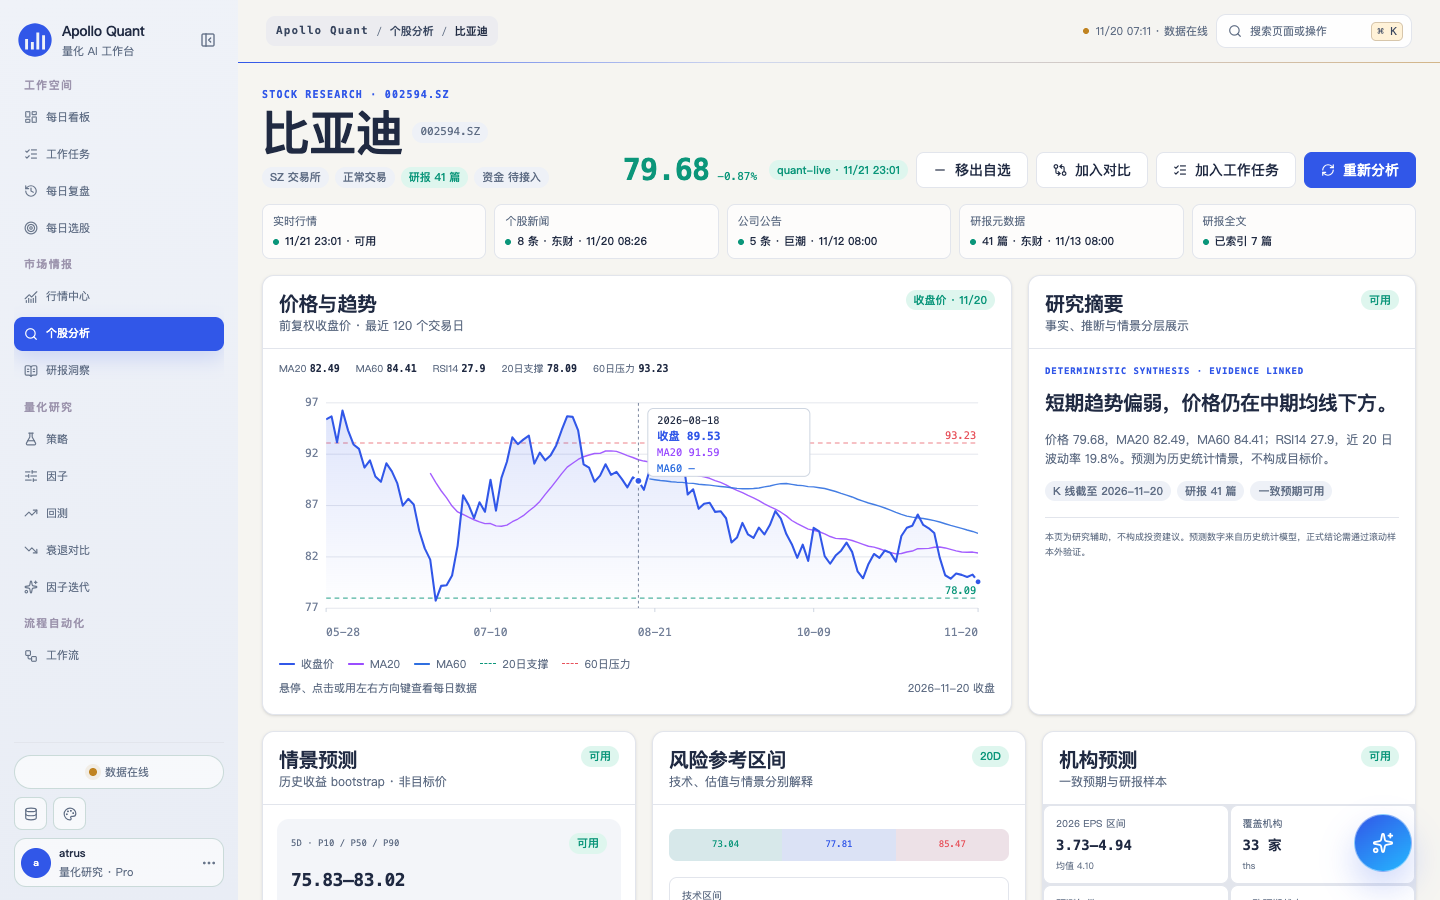 Apollo Quant
量化 AI 工作台
工作空间
每日看板
工作任务
每日复盘
每日选股
市场情报
行情中心
个股分析
研报洞察
量化研究
策略
因子
回测
衰退对比
因子迭代
流程自动化
工作流
数据在线
a
atrus
量化研究 · Pro
Apollo Quant / 个股分析 / 比亚迪
11/20 07:11 · 数据在线
搜索页面或操作
⌘ K
STOCK RESEARCH · 002594.SZ
比亚迪
002594.SZ
SZ 交易所
正常交易
研报 41 篇
资金 待接入
79.68
-0.87%
quant-live · 11/21 23:01
移出自选
加入对比
加入工作任务
重新分析
实时行情
11/21 23:01 · 可用
个股新闻
8 条 · 东财 · 11/20 08:26
公司公告
5 条 · 巨潮 · 11/12 08:00
研报元数据
41 篇 · 东财 · 11/13 08:00
研报全文
已索引 7 篇
价格与趋势
前复权收盘价 · 最近 120 个交易日
收盘价 · 11/20
MA20 82.49
MA60 84.41
RSI14 27.9
20日支撑 78.09
60日压力 93.23
97
92
87
82
77
2026-08-18
收盘 89.53
MA20 91.59
MA60 —
93.23
78.09
05-28
07-10
08-21
10-09
11-20
收盘价
MA20
MA60
20日支撑
60日压力
悬停、点击或用左右方向键查看每日数据
2026-11-20 收盘
研究摘要
事实、推断与情景分层展示
可用
DETERMINISTIC SYNTHESIS · EVIDENCE LINKED
短期趋势偏弱，价格仍在中期均线下方。
价格 79.68，MA20 82.49，MA60 84.41；RSI14 27.9，近 20 日
波动率 19.8%。预测为历史统计情景，不构成目标价。
K 线截至 2026-11-20
研报 41 篇
一致预期可用
本页为研究辅助，不构成投资建议。预测数字来自历史统计模型，正式结论需通过滚动样
本外验证。
情景预测
历史收益 bootstrap · 非目标价
可用
5D · P10 / P50 / P90
可用
75.83—83.02
风险参考区间
技术、估值与情景分别解释
20D
73.04
77.81
85.47
技术区间
机构预测
一致预期与研报样本
可用
2026 EPS 区间
3.73—4.94
均值 4.10
覆盖机构
33 家
ths